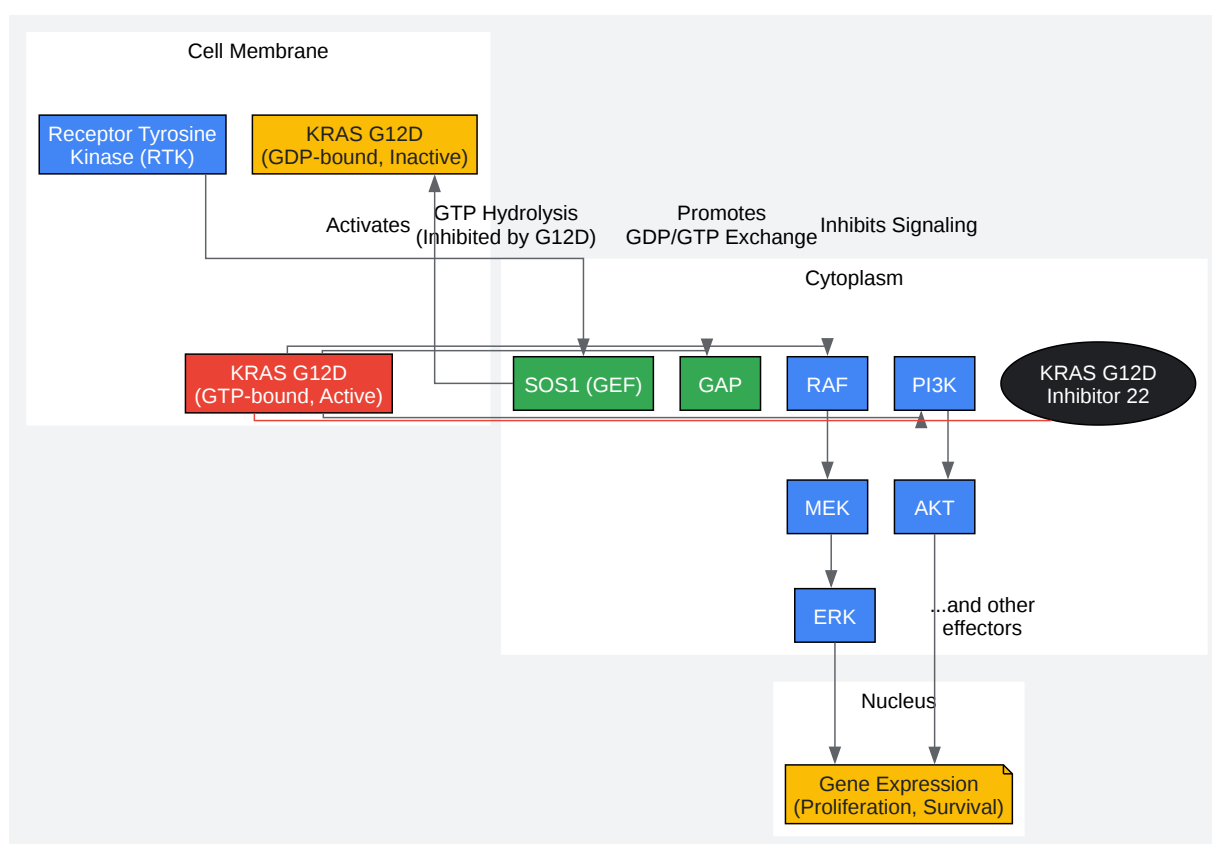 Cell Membrane
Receptor Tyrosine
Kinase (RTK)
KRAS G12D
(GDP-bound, Inactive)
Activates
GTP Hydrolysis
(Inhibited by G12D)
Promotes
GDP/GTP Exchange
Inhibits Signaling
Cytoplasm
KRAS G12D
(GTP-bound, Active)
SOS1 (GEF)
GAP
RAF
PI3K
KRAS G12D
Inhibitor 22
MEK
AKT
ERK
...and other
effectors
Nucleus
Gene Expression
(Proliferation, Survival)